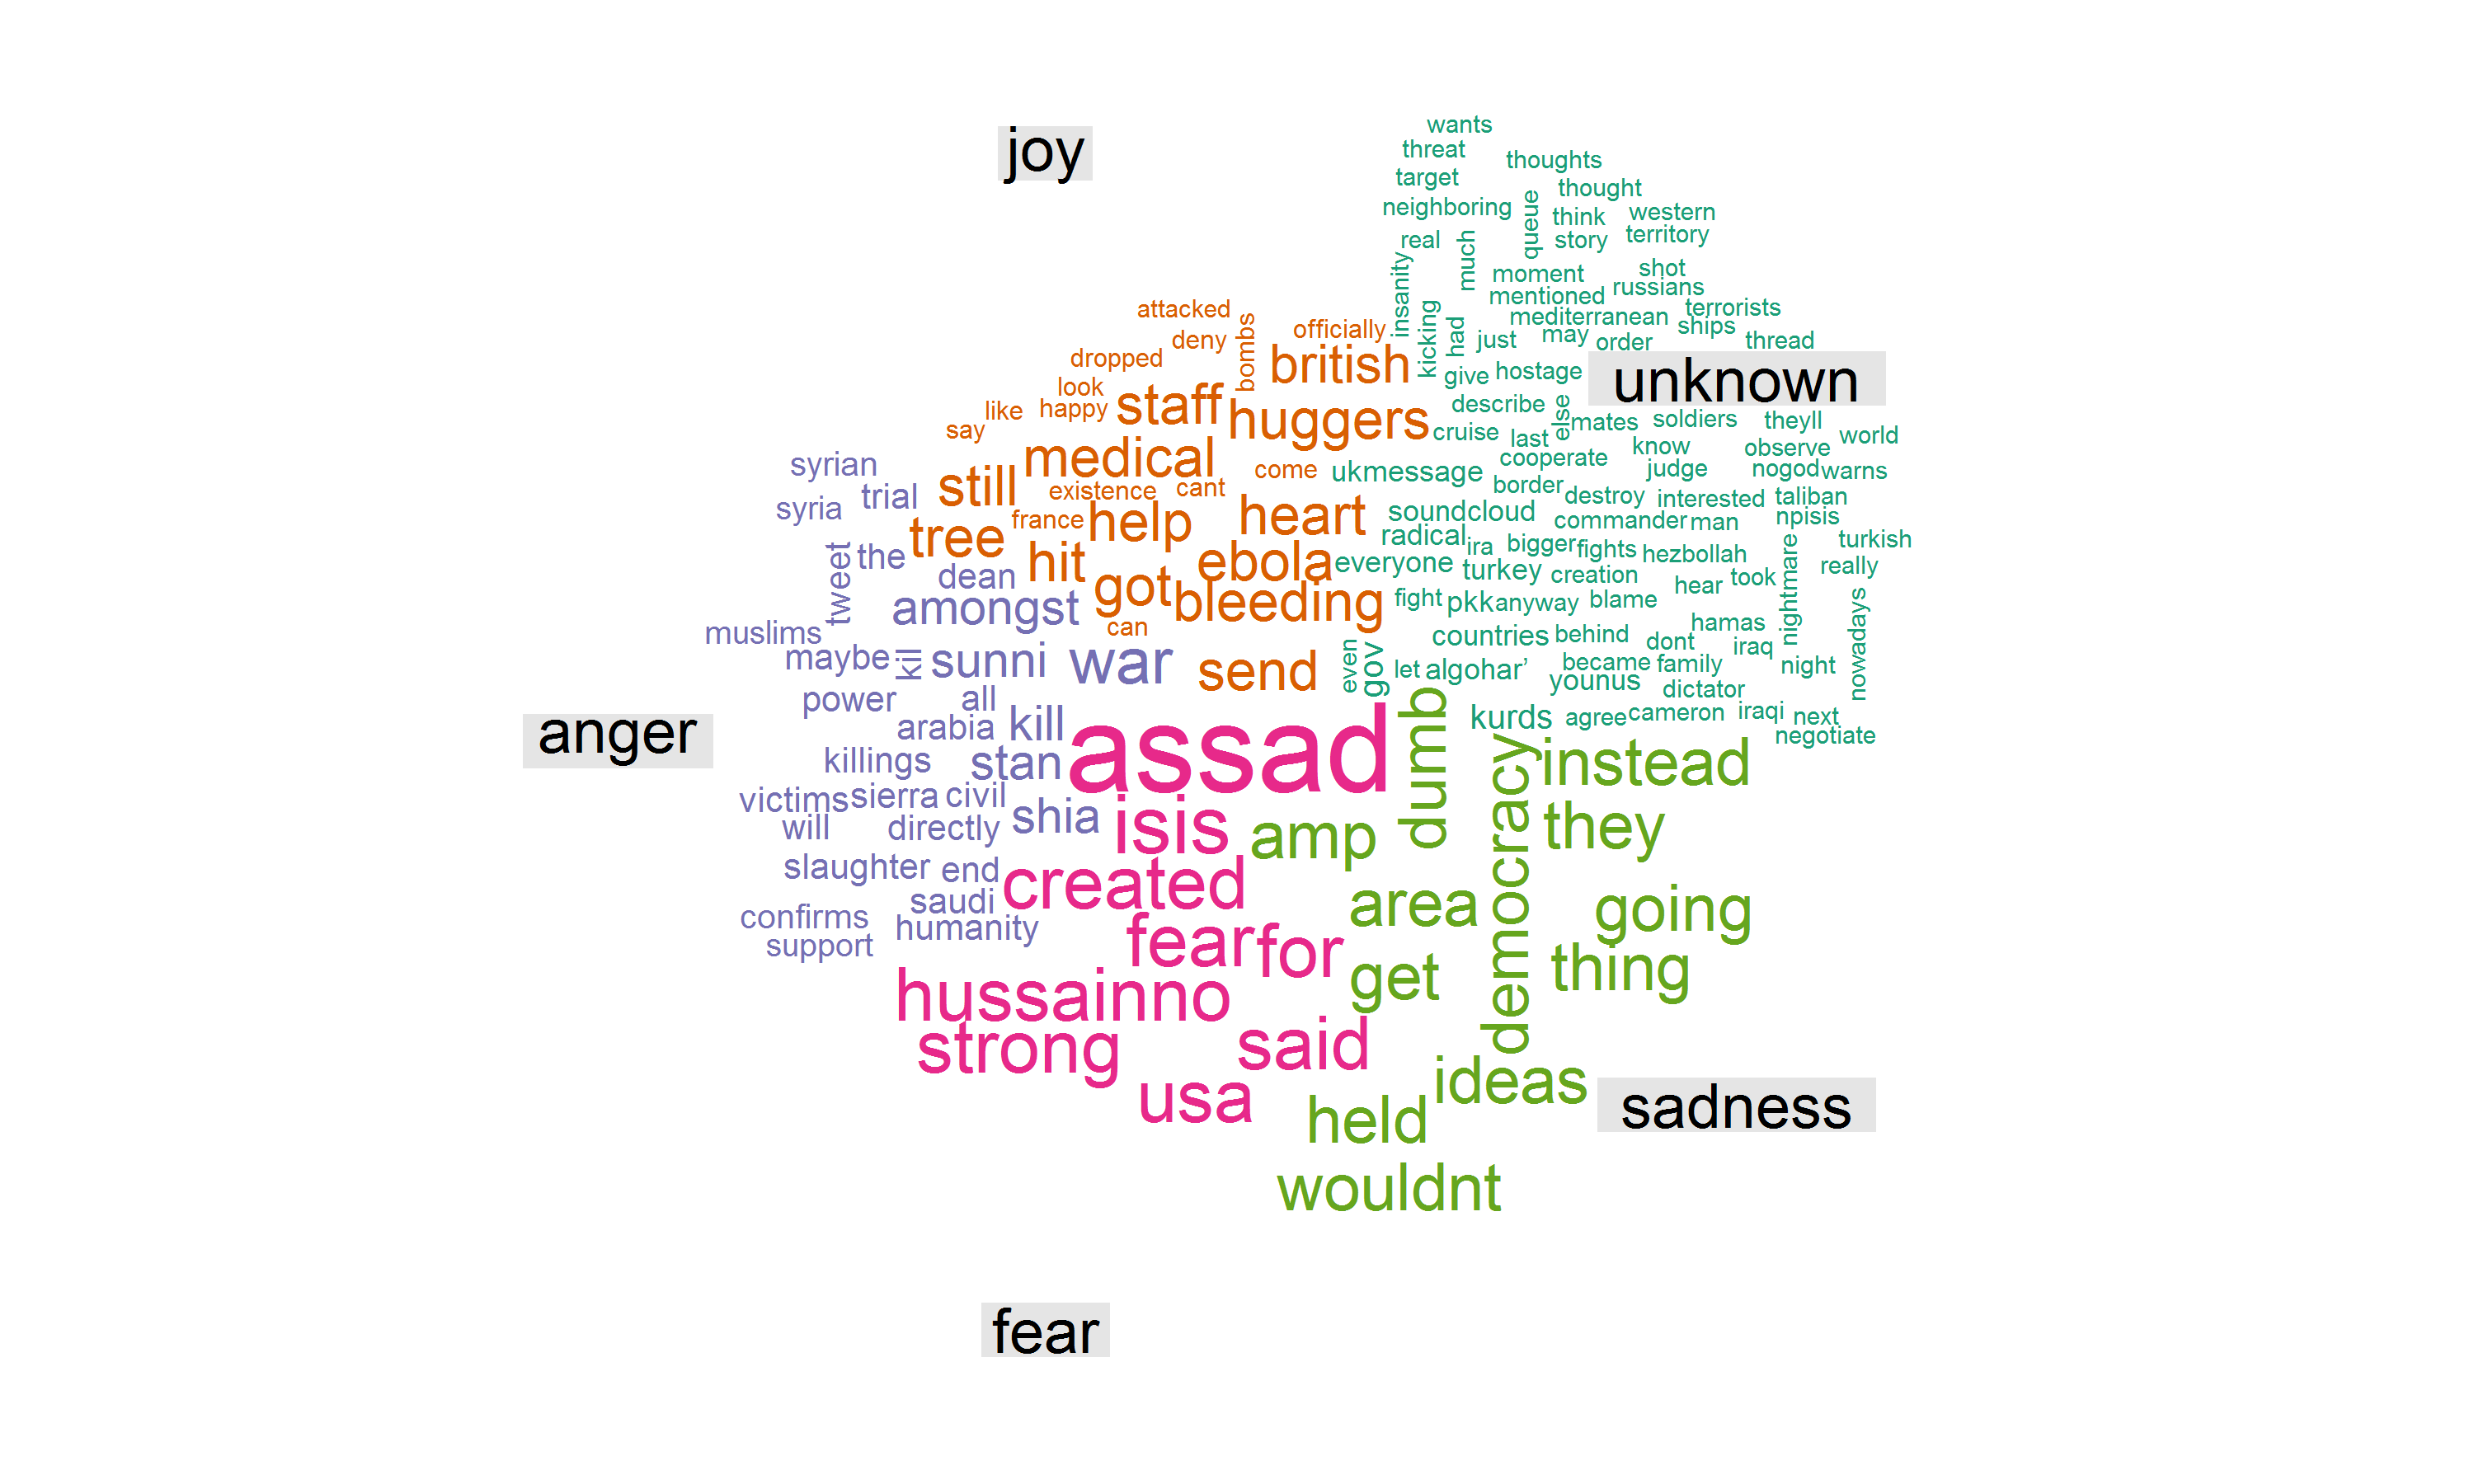 joy
wants
threat
thoughts
target
thought
neighboring
queue
think
western
real
much
story
territory
insanity
moment
shot
mentioned
russians
attacked
bombs
officially
kicking
had
mediterranean
terrorists
deny
just
may
ships
order
thread
dropped
british
give
hostage
unknown
look
staff
huggers
describe
else
like
happy
mates
soldiers
theyll
say
cruise
last
know
observe
world
syrian
medical
come
ukmessage
cooperate
judge
nogod
warns
trial
still
existence
cant
border
destroy
interested
taliban
syria
france
help
heart
soundcloud
commander
man
npisis
tweet
the
tree
radical
ira
bigger
fights
hezbollah
nightmare
turkish
dean
hit
ebola
everyone
turkey
creation
hear
took
really
amongst
got
bleeding
fight
pkk
anyway
blame
nowadays
muslims
can
countries
behind
dont
hamas
iraq
maybe
kil
sunni
war
send
even
gov
let
algohar’
became
family
night
younus
dictator
power
all
arabia
kill
assad
dumb
kurds
agree
cameron
iraqi
next
negotiate
anger
killings
stan
democracy
instead
victims
sierra
civil
shia
isis
amp
they
will
directly
slaughter
end
created
area
going
saudi
confirms
humanity
support
fear
for
get
thing
hussainno
strong
said
usa
held
ideas
sadness
wouldnt
fear